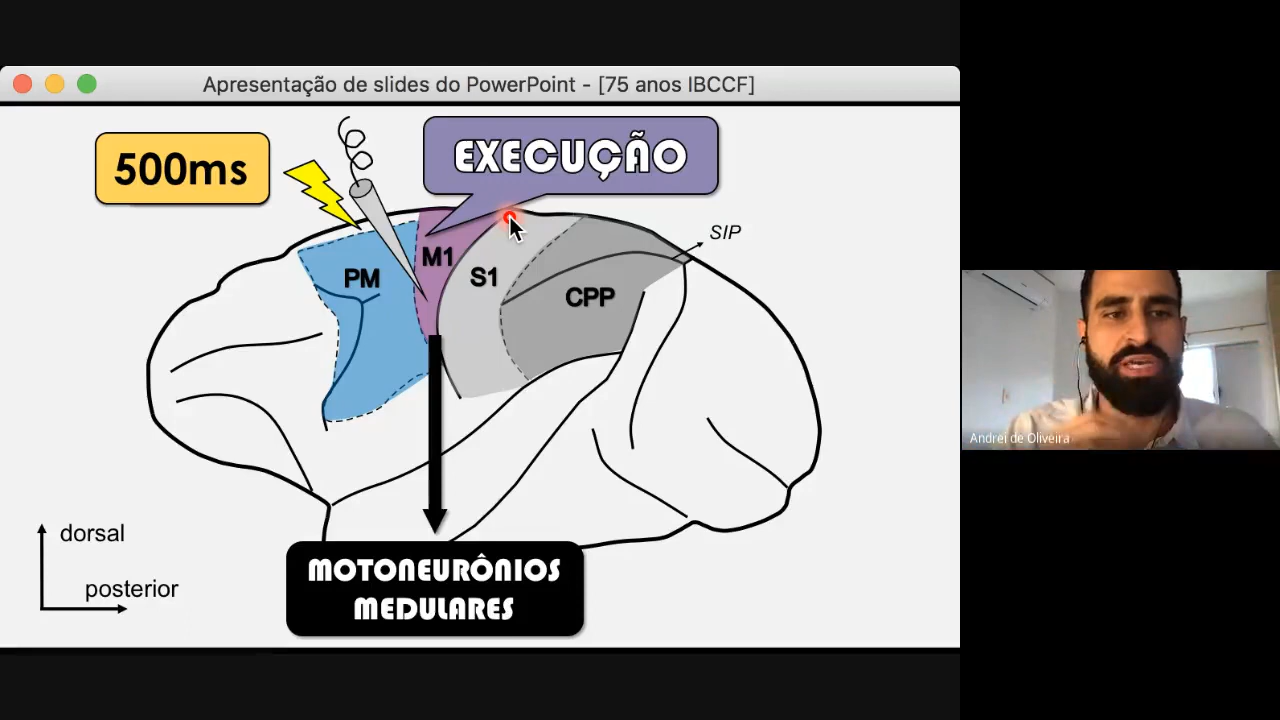 Apresentação de slides do PowerPoint - [75 anos IBCCF]
500ms
EXECUÇÃO
SIP
M1
PM
S1
CPP
dorsal
posterior
MOTONEURÔNIOS
MEDULARES
Andrei de Oliveira